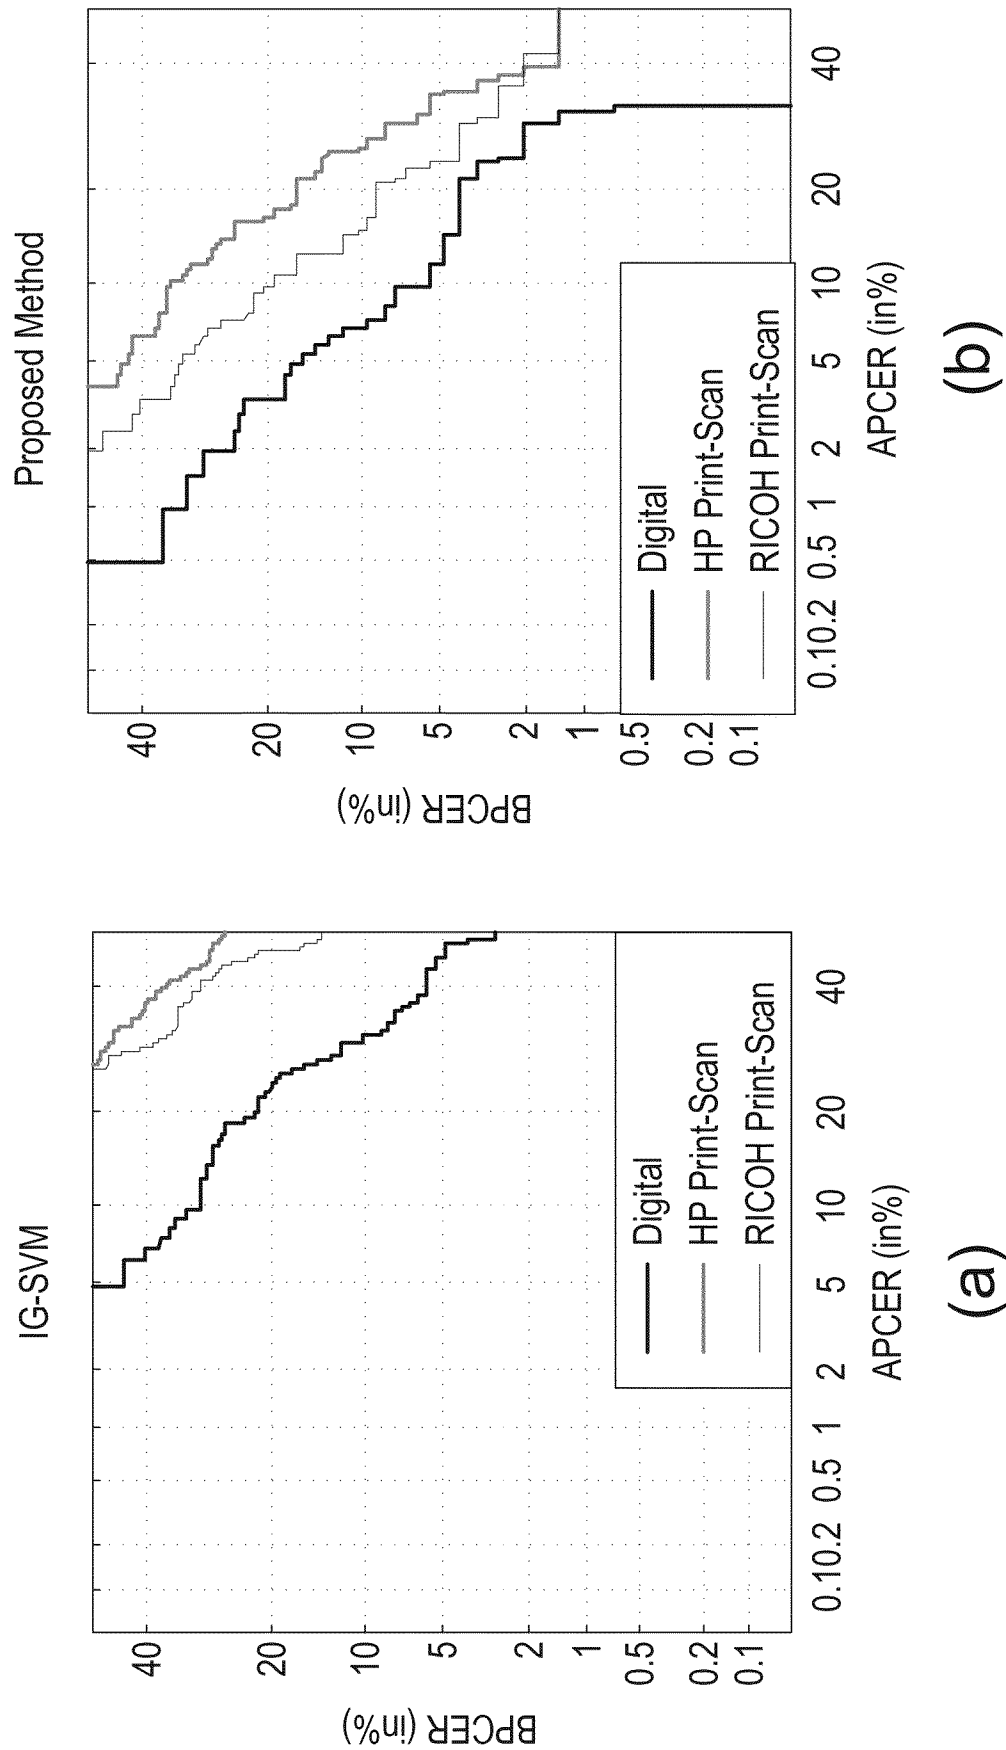 IG-SVM
BPCER (in%)
40
20
10
5
2
1
0.5
0.2
0.1
Digital
HP Print-Scan
RICOH Print-Scan
0.10.2 0.5 1 2 5 10 20 40
APCER (in%)
(a)
Proposed Method
BPCER (in%)
40
20
10
5
2
1
0.5
0.2
0.1
Digital
HP Print-Scan
RICOH Print-Scan
0.10.2 0.5 1 2 5 10 20 40
APCER (in%)
(b)